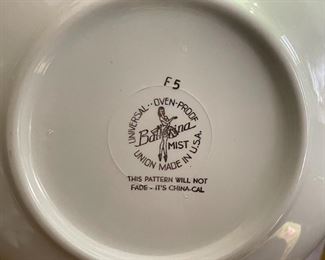 F5
UNIVERSAL · OVEN-PROOF
Ballerina
MIST
UNION MADE IN U.S.A.
THIS PATTERN WILL NOT
FADE - IT'S CHINA-CAL